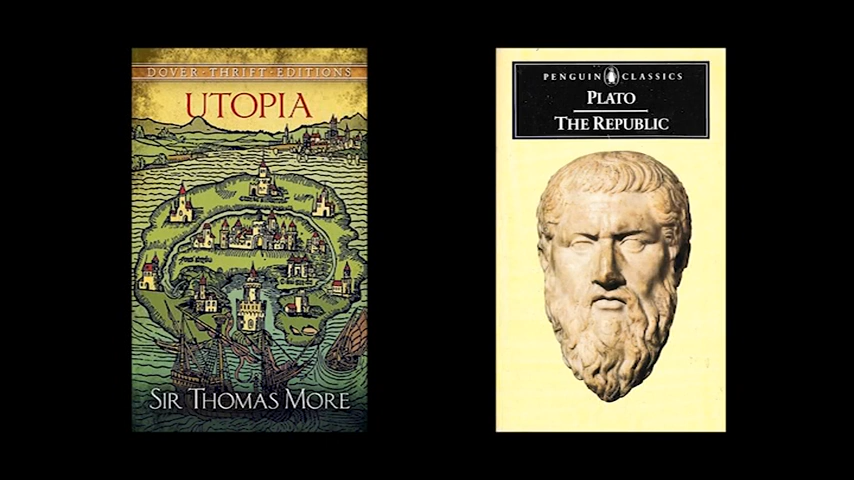 DOVER · THRIFT · EDITIONS
UTOPIA
SIR THOMAS MORE
PENGUIN CLASSICS
PLATO
THE REPUBLIC